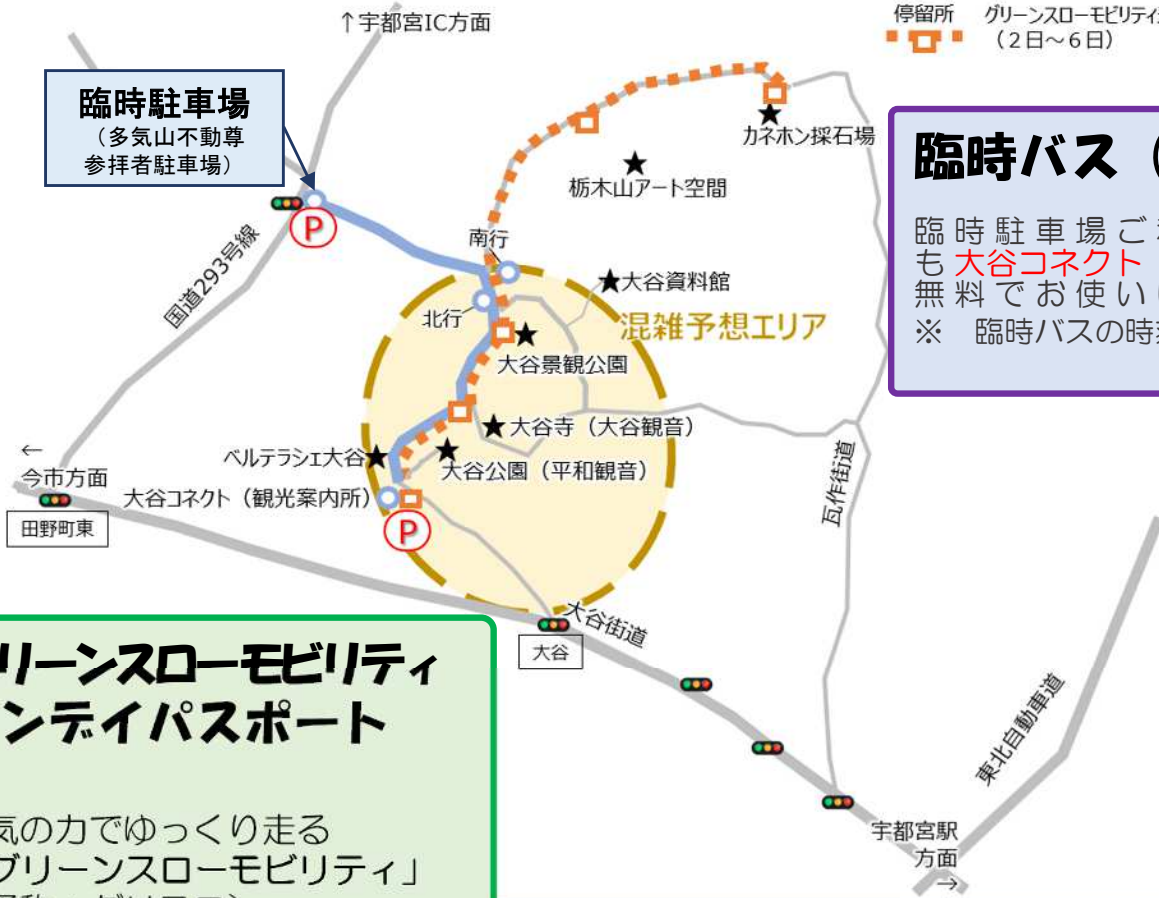 ↑宇都宮IC方面
停留所
グリーンスローモビリティ
（２日～６日）
臨時駐車場
（多気山不動尊
参拝者駐車場）
P
国道293号線
カネホン採石場
栃木山アート空間
南行
北行
大谷資料館
混雑予想エリア
大谷景観公園
大谷寺（大谷観音）
大谷公園（平和観音）
ベルテラシェ大谷
大谷コネクト（観光案内所）
P
←
今市方面
田野町東
瓦作街道
大谷街道
大谷
東北自動車道
宇都宮駅
方面
→
臨時バス（
臨時駐車場ご
も大谷コネクト
無料でお使い
※　臨時バスの時
リーンスローモビリティ
ンデイパスポート
気の力でゆっくり走る
グリーンスローモビリティ」